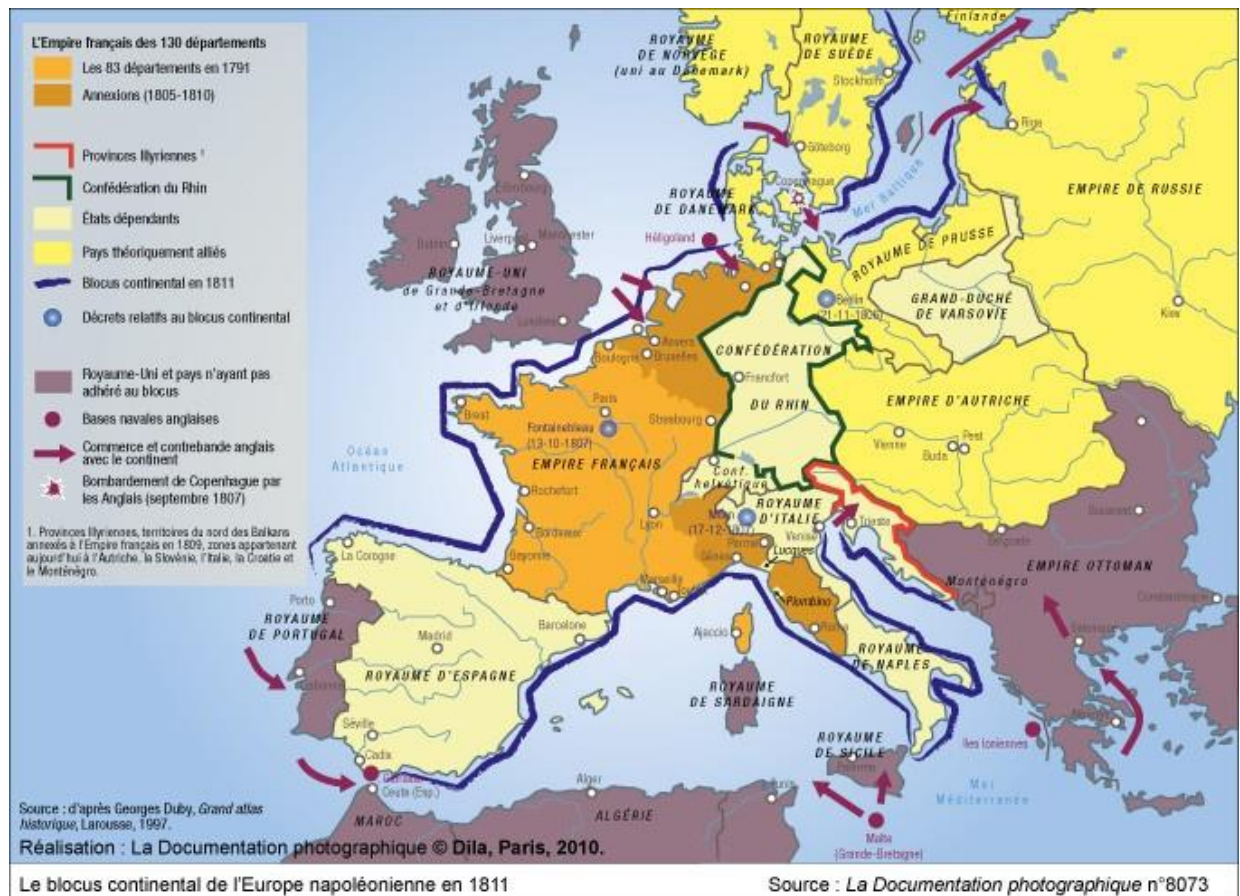 L'Empire français des 130 départements
Les 83 départements en 1791
Annexions (1805-1810)
Provinces Illyriennes ¹
Confédération du Rhin
États dépendants
Pays théoriquement alliés
Blocus continental en 1811
Décrets relatifs au blocus continental
Royaume-Uni et pays n'ayant pas
adhéré au blocus
Bases navales anglaises
Commerce et contrebande anglais
avec le continent
Bombardement de Copenhague par
les Anglais (septembre 1807)
1. Provinces Illyriennes, territoires du nord des Balkans
annexés à l'Empire français en 1809, zones appartenant
aujourd'hui à l'Autriche, la Slovénie, l'Italie, la Croatie et
le Monténégro.
Finlande
ROYAUME
DE NORVÈGE
(uni au Danemark)
ROYAUME
DE SUÈDE
Stockholm
Göteborg
Riga
Copenhague
Mer Baltique
EMPIRE DE RUSSIE
ROYAUME
DE DANEMARK
Héligoland
Edimbourg
Dublin
Liverpool
Manchester
ROYAUME-UNI
de Grande-Bretagne
et d'Irlande
Londres
ROYAUME DE PRUSSE
Berlin
(21-11-1806)
GRAND-DUCHÉ
DE VARSOVIE
Kiev
Anvers
Boulogne
Bruxelles
CONFÉDÉRATION
DU RHIN
Francfort
EMPIRE D'AUTRICHE
Paris
Brest
Strasbourg
Fontainebleau
(13-10-1807)
EMPIRE FRANÇAIS
Vienne
Pest
Buda
Océan
Atlantique
Conf.
helvétique
Rochefort
Lyon
ROYAUME
D'ITALIE
Milan
Venise
Trieste
Bordeaux
Parme
Gênes
Lucques
Belgrade
Bucarest
EMPIRE OTTOMAN
La Corogne
Bayonne
Marseille
Monténégro
Constantinople
Piombino
Porto
ROYAUME
DE PORTUGAL
Barcelone
Ajaccio
Rome
Madrid
ROYAUME D'ESPAGNE
ROYAUME
DE NAPLES
Lisbonne
ROYAUME
DE SARDAIGNE
Séville
Cadix
ROYAUME
DE SICILE
Palerme
Iles Ioniennes
Ceuta (Esp.)
Alger
Tunis
Mer
Méditerranée
MAROC
ALGÉRIE
Malte
(Grande-Bretagne)
Source : d'après Georges Duby, Grand atlas
historique, Larousse, 1997.
Réalisation : La Documentation photographique © Dila, Paris, 2010.
Le blocus continental de l'Europe napoléonienne en 1811
Source : La Documentation photographique n°8073